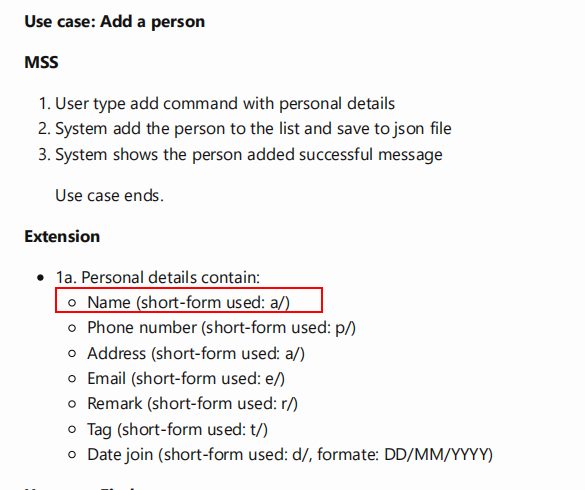 Use case: Add a person
MSS
1. User type add command with personal details
2. System add the person to the list and save to json file
3. System shows the person added successful message
Use case ends.
Extension
1a. Personal details contain:
Name (short-form used: a/)
Phone number (short-form used: p/)
Address (short-form used: a/)
Email (short-form used: e/)
Remark (short-form used: r/)
Tag (short-form used: t/)
Date join (short-form used: d/, formate: DD/MM/YYYY)